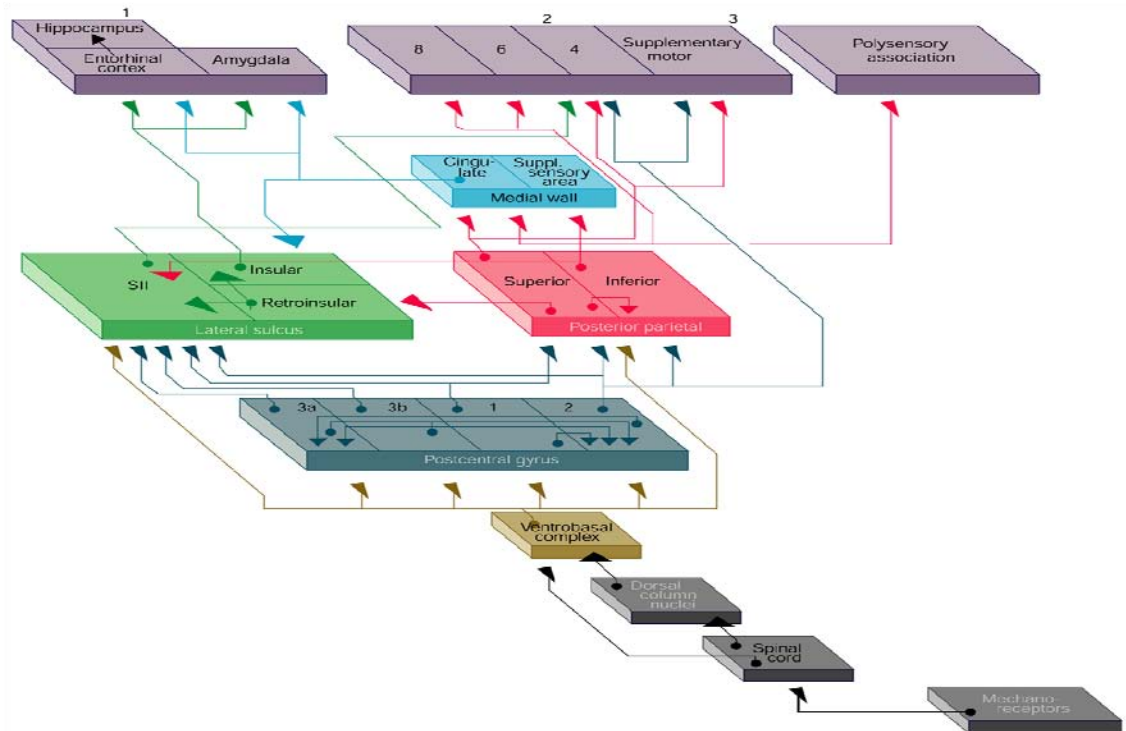 1
2
3
Hippocampus
Entorhinal
cortex
Amygdala
8
6
4
Supplementary
motor
Polysensory
association
Cingu-
late
Suppl.
sensory
area
Medial wall
SII
Insular
Retroinsular
Lateral sulcus
Superior
Inferior
Posterior parietal
3a
3b
1
2
Postcentral gyrus
Ventrobasal
complex
Dorsal
column
nuclei
Spinal
cord
Mechano-
receptors